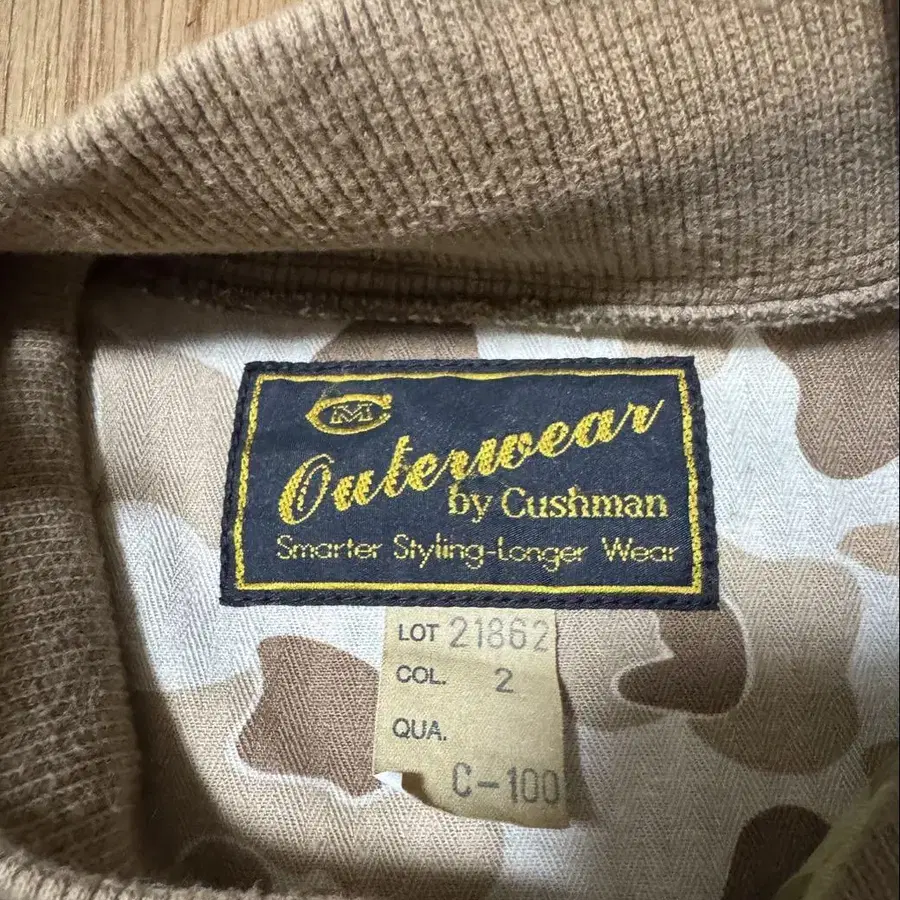 CM
Outerwear
by Cushman
Smarter Styling-Longer Wear
LOT 21862
COL. 2
QUA.
C-100